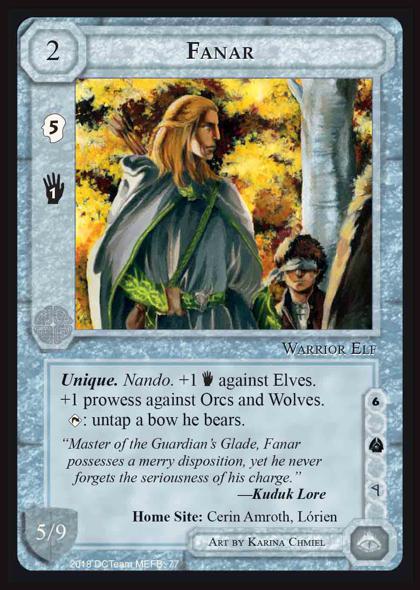 2
FANAR
5
1
WARRIOR ELF
Unique. Nando. +1 against Elves.
+1 prowess against Orcs and Wolves.
: untap a bow he bears.
“Master of the Guardian’s Glade, Fanar
possesses a merry disposition, yet he never
forgets the seriousness of his charge.”
—Kuduk Lore
Home Site: Cerin Amroth, Lórien
6
5/9
ART BY KARINA CHMIEL
2018 DCTeam MEFB: 77